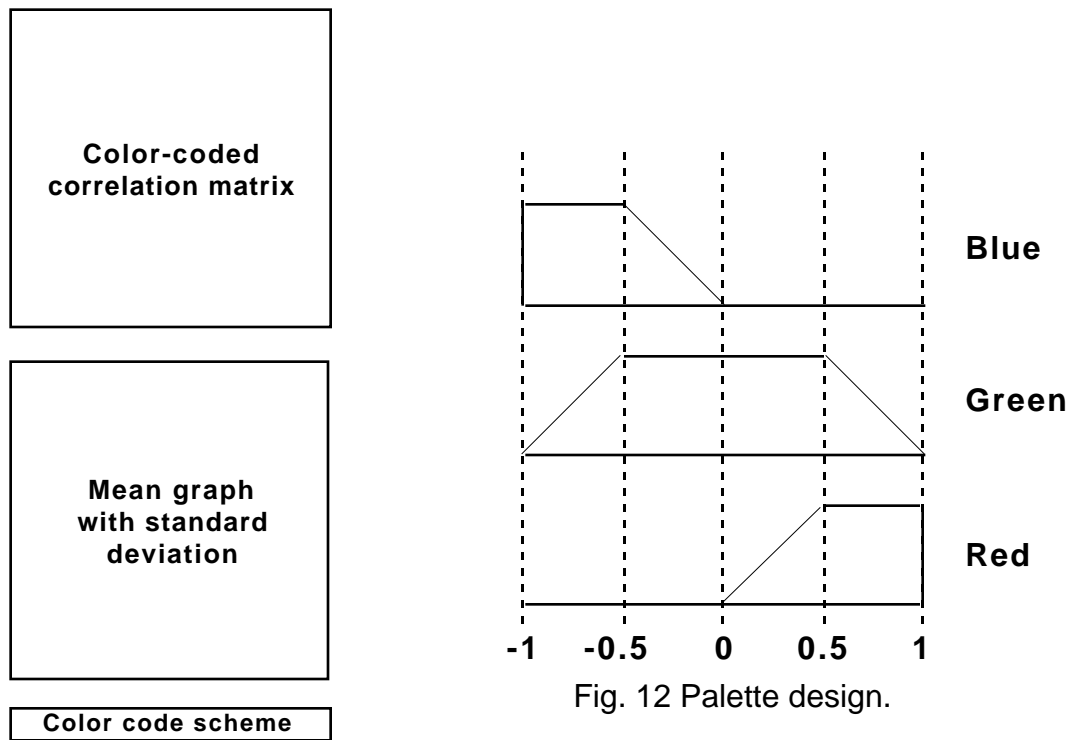 Color-coded
correlation matrix
Mean graph
with standard
deviation
Color code scheme
Blue
Green
Red
-1 -0.5 0 0.5 1
Fig. 12 Palette design.